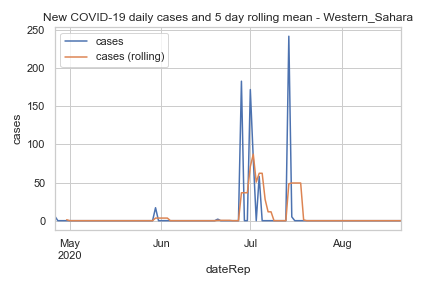 New COVID-19 daily cases and 5 day rolling mean - Western_Sahara
cases
cases (rolling)
250
200
150
100
50
0
cases
May
2020
Jun
Jul
Aug
dateRep